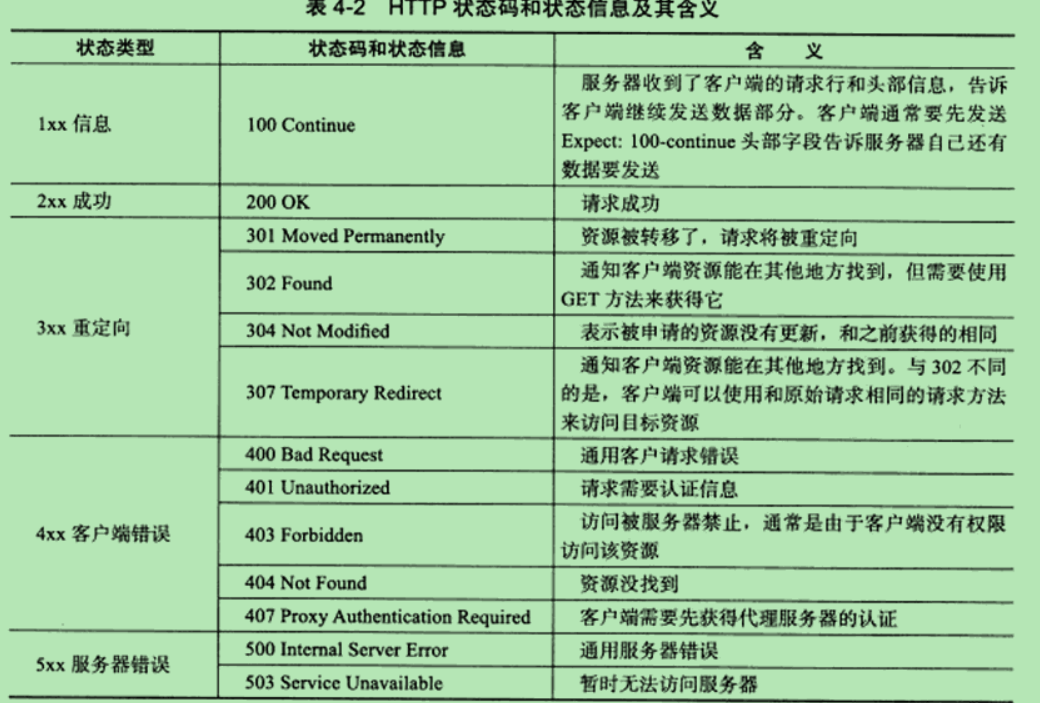 表 4-2 HTTP 状态码和状态信息及其含义
状态类型 状态码和状态信息 含 义
1xx 信息 100 Continue 服务器收到了客户端的请求行和头部信息，告诉
客户端继续发送数据部分。客户端通常要先发送
Expect: 100-continue 头部字段告诉服务器自己还有
数据要发送
2xx 成功 200 OK 请求成功
3xx 重定向 301 Moved Permanently 资源被转移了，请求将被重定向
302 Found 通知客户端资源能在其他地方找到，但需要使用
GET 方法来获得它
304 Not Modified 表示被申请的资源没有更新，和之前获得的相同
307 Temporary Redirect 通知客户端资源能在其他地方找到。与 302 不同
的是，客户端可以使用和原始请求相同的请求方法
来访问目标资源
4xx 客户端错误 400 Bad Request 通用客户请求错误
401 Unauthorized 请求需要认证信息
403 Forbidden 访问被服务器禁止，通常是由于客户端没有权限
访问该资源
404 Not Found 资源没找到
407 Proxy Authentication Required 客户端需要先获得代理服务器的认证
5xx 服务器错误 500 Internal Server Error 通用服务器错误
503 Service Unavailable 暂时无法访问服务器